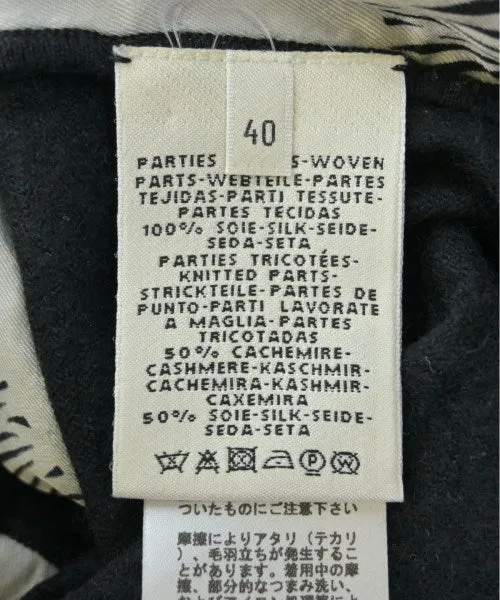 40
PARTIES S-WOVEN
PARTS-WEBTEILE-PARTES
TEJIDAS-PARTI TESSUTE-
PARTES TECIDAS
100% SOIE-SILK-SEIDE-
SEDA-SETA
PARTIES TRICOTÉES-
KNITTED PARTS-
STRICKTEILE-PARTES DE
PUNTO-PARTI LAVORATE
A MAGLIA-PARTES
TRICOTADAS
50% CACHEMIRE-
CASHMERE-KASCHMIR-
CACHEMIRA-KASHMIR-
CAXEMIRA
50% SOIE-SILK-SEIDE-
SEDA-SETA
P W
ついたものにご注意下さい
摩擦によりアタリ（テカリ
）、毛羽立ちが発生するこ
とがあります。着用中の摩
擦、部分的なつまみ洗い、